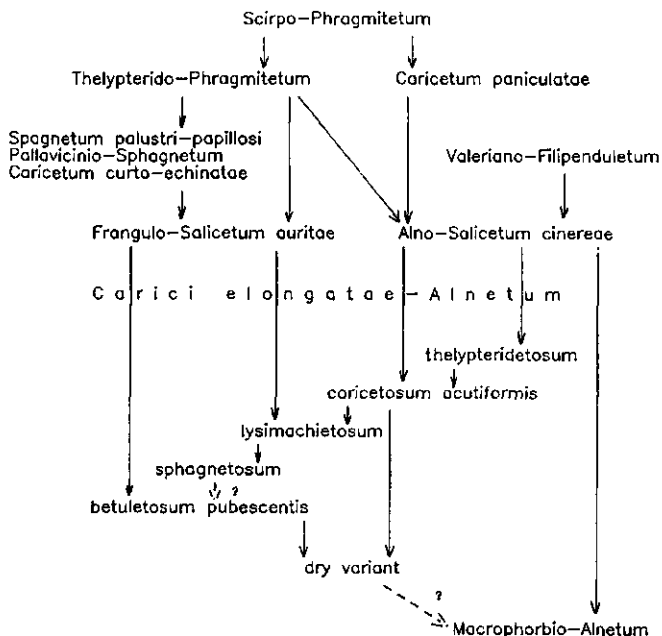 Scirpo-Phragmitetum
Thelypterido-Phragmitetum
Caricetum paniculatae
Spagnetum palustri-papillosi
Pallavicinio-Sphagnetum
Caricetum curto-echinatae
Valeriano-Filipenduletum
Frangulo-Salicetum auritae
Alno-Salicetum cinereae
Carici elongatae-Alnetum
thelypteridetosum
caricetosum acutiformis
lysimachietosum
sphagnetosum
?
betuletosum pubescentis
dry variant
?
Macrophorbio-Alnetum